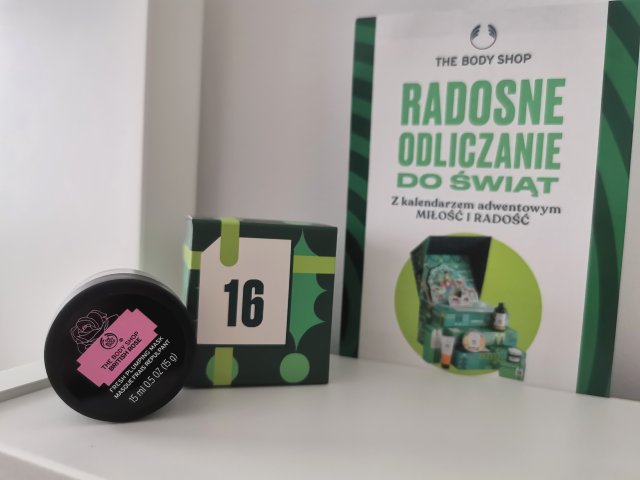 THE BODY SHOP
RADOSNE
ODLICZANIE
DO ŚWIĄT
Z kalendarzem adwentowym
MIŁOŚĆ I RADOŚĆ
16
THE BODY SHOP
BRITISH ROSE
FRESH PLUMPING MASK
MASQUE FRAIS-REPULPANT
15 ml 0.5 OZ (15 g)